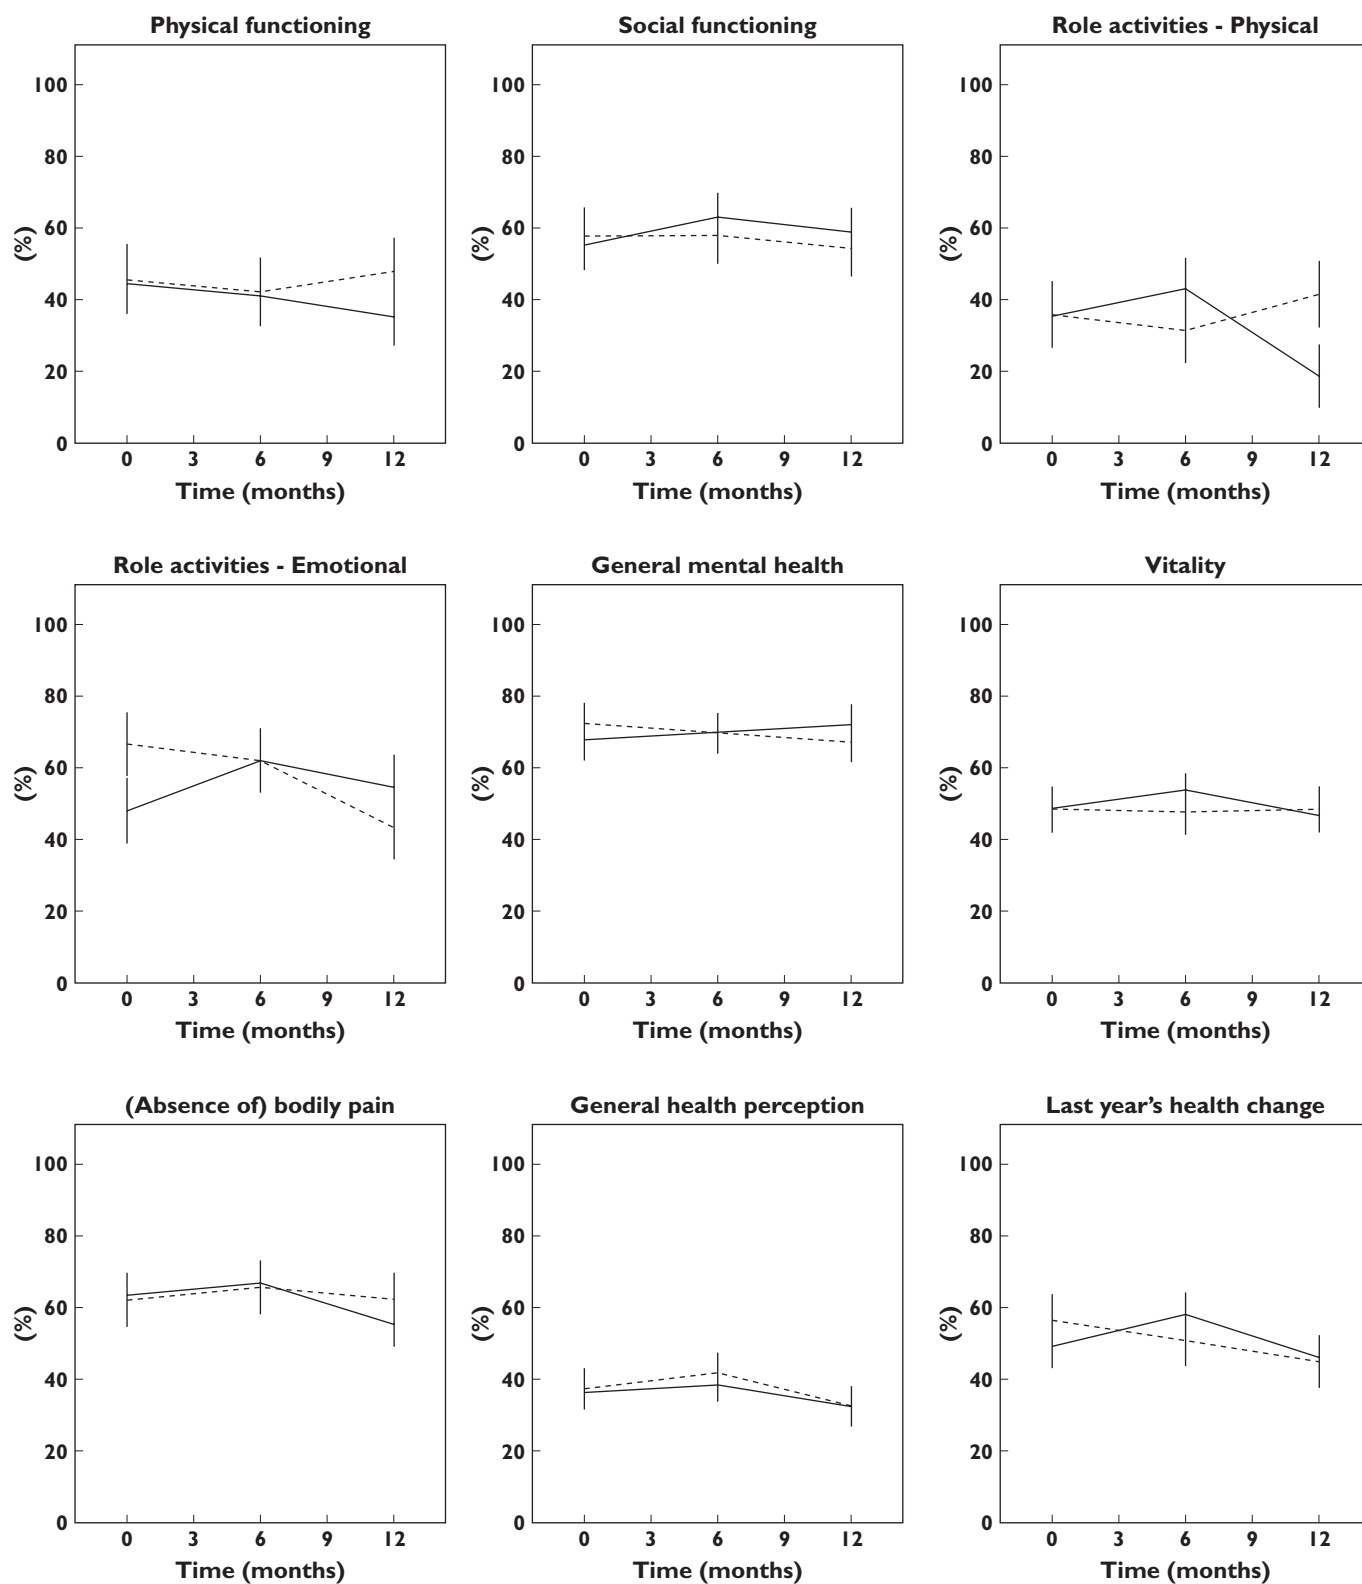 Physical functioning
100
80
60
40
20
0
(%)
0 3 6 9 12
Time (months)
Social functioning
100
80
60
40
20
0
(%)
0 3 6 9 12
Time (months)
Role activities - Physical
100
80
60
40
20
0
(%)
0 3 6 9 12
Time (months)
Role activities - Emotional
100
80
60
40
20
0
(%)
0 3 6 9 12
Time (months)
General mental health
100
80
60
40
20
0
(%)
0 3 6 9 12
Time (months)
Vitality
100
80
60
40
20
0
(%)
0 3 6 9 12
Time (months)
(Absence of) bodily pain
100
80
60
40
20
0
(%)
0 3 6 9 12
Time (months)
General health perception
100
80
60
40
20
0
(%)
0 3 6 9 12
Time (months)
Last year’s health change
100
80
60
40
20
0
(%)
0 3 6 9 12
Time (months)